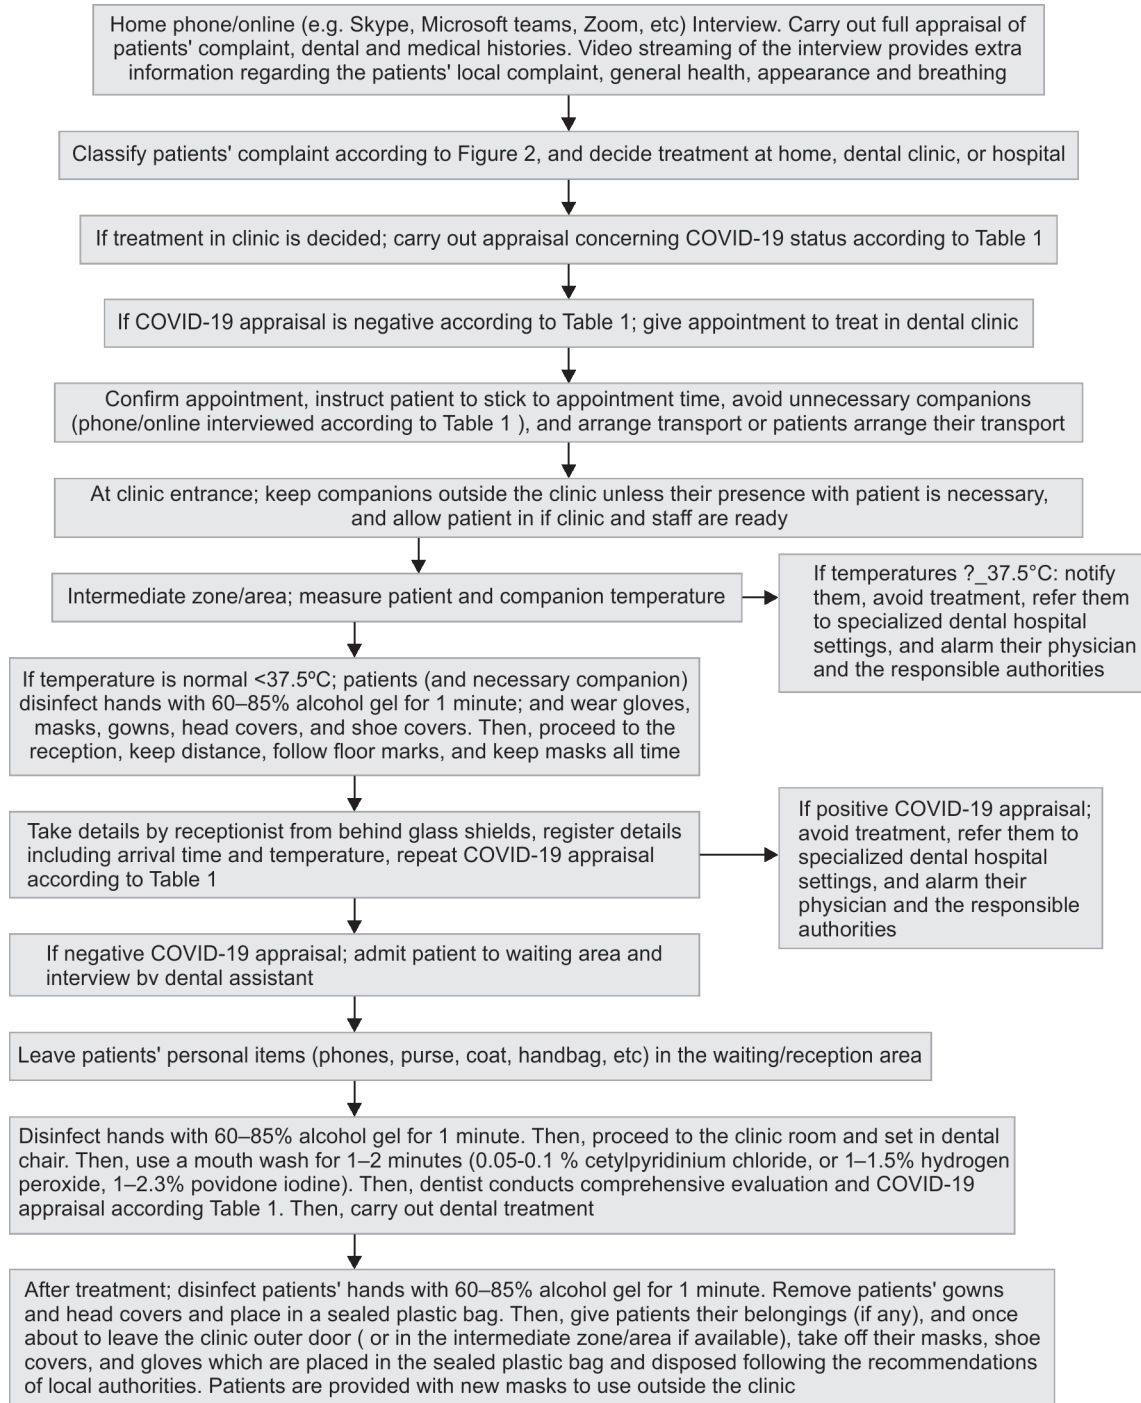 Home phone/online (e.g. Skype, Microsoft teams, Zoom, etc) Interview. Carry out full appraisal of
patients' complaint, dental and medical histories. Video streaming of the interview provides extra
information regarding the patients' local complaint, general health, appearance and breathing
Classify patients' complaint according to Figure 2, and decide treatment at home, dental clinic, or hospital
If treatment in clinic is decided; carry out appraisal concerning COVID-19 status according to Table 1
If COVID-19 appraisal is negative according to Table 1; give appointment to treat in dental clinic
Confirm appointment, instruct patient to stick to appointment time, avoid unnecessary companions
(phone/online interviewed according to Table 1 ), and arrange transport or patients arrange their transport
At clinic entrance; keep companions outside the clinic unless their presence with patient is necessary,
and allow patient in if clinic and staff are ready
Intermediate zone/area; measure patient and companion temperature
If temperatures ?_37.5°C: notify
them, avoid treatment, refer them
to specialized dental hospital
settings, and alarm their physician
and the responsible authorities
If temperature is normal <37.5ºC; patients (and necessary companion)
disinfect hands with 60–85% alcohol gel for 1 minute; and wear gloves,
masks, gowns, head covers, and shoe covers. Then, proceed to the
reception, keep distance, follow floor marks, and keep masks all time
Take details by receptionist from behind glass shields, register details
including arrival time and temperature, repeat COVID-19 appraisal
according to Table 1
If positive COVID-19 appraisal;
avoid treatment, refer them to
specialized dental hospital
settings, and alarm their
physician and the responsible
authorities
If negative COVID-19 appraisal; admit patient to waiting area and
interview bv dental assistant
Leave patients' personal items (phones, purse, coat, handbag, etc) in the waiting/reception area
Disinfect hands with 60–85% alcohol gel for 1 minute. Then, proceed to the clinic room and set in dental
chair. Then, use a mouth wash for 1–2 minutes (0.05-0.1 % cetylpyridinium chloride, or 1–1.5% hydrogen
peroxide, 1–2.3% povidone iodine). Then, dentist conducts comprehensive evaluation and COVID-19
appraisal according Table 1. Then, carry out dental treatment
After treatment; disinfect patients' hands with 60–85% alcohol gel for 1 minute. Remove patients' gowns
and head covers and place in a sealed plastic bag. Then, give patients their belongings (if any), and once
about to leave the clinic outer door ( or in the intermediate zone/area if available), take off their masks, shoe
covers, and gloves which are placed in the sealed plastic bag and disposed following the recommendations
of local authorities. Patients are provided with new masks to use outside the clinic